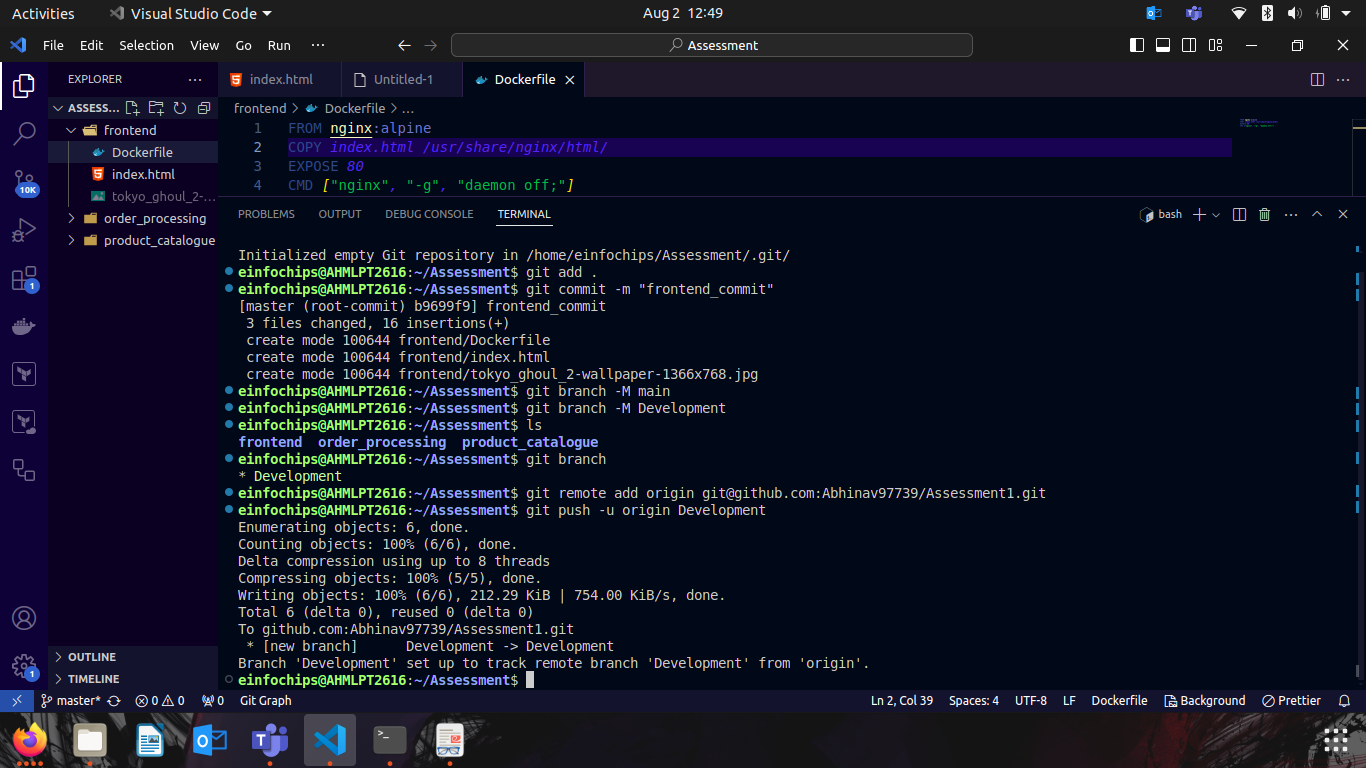 Activities
Visual Studio Code
Aug 2 12:49
File Edit Selection View Go Run ...
Assessment
EXPLORER
ASSESS...
frontend
Dockerfile
index.html
tokyo_ghoul_2-...
order_processing
product_catalogue
OUTLINE
TIMELINE
10K
1
1
index.html
Untitled-1
Dockerfile
frontend > Dockerfile > ...
1 FROM nginx:alpine
2 COPY index.html /usr/share/nginx/html/
3 EXPOSE 80
4 CMD ["nginx", "-g", "daemon off;"]
PROBLEMS OUTPUT DEBUG CONSOLE TERMINAL
bash
Initialized empty Git repository in /home/einfochips/Assessment/.git/
einfochips@AHMLPT2616:~/Assessment$ git add .
einfochips@AHMLPT2616:~/Assessment$ git commit -m "frontend_commit"
[master (root-commit) b9699f9] frontend_commit
 3 files changed, 16 insertions(+)
 create mode 100644 frontend/Dockerfile
 create mode 100644 frontend/index.html
 create mode 100644 frontend/tokyo_ghoul_2-wallpaper-1366x768.jpg
einfochips@AHMLPT2616:~/Assessment$ git branch -M main
einfochips@AHMLPT2616:~/Assessment$ git branch -M Development
einfochips@AHMLPT2616:~/Assessment$ ls
frontend order_processing product_catalogue
einfochips@AHMLPT2616:~/Assessment$ git branch
* Development
einfochips@AHMLPT2616:~/Assessment$ git remote add origin git@github.com:Abhinav97739/Assessment1.git
einfochips@AHMLPT2616:~/Assessment$ git push -u origin Development
Enumerating objects: 6, done.
Counting objects: 100% (6/6), done.
Delta compression using up to 8 threads
Compressing objects: 100% (5/5), done.
Writing objects: 100% (6/6), 212.29 KiB | 754.00 KiB/s, done.
Total 6 (delta 0), reused 0 (delta 0)
To github.com:Abhinav97739/Assessment1.git
 * [new branch]      Development -> Development
Branch 'Development' set up to track remote branch 'Development' from 'origin'.
einfochips@AHMLPT2616:~/Assessment$
master* 0 0 0 Git Graph
Ln 2, Col 39 Spaces: 4 UTF-8 LF Dockerfile Background Prettier